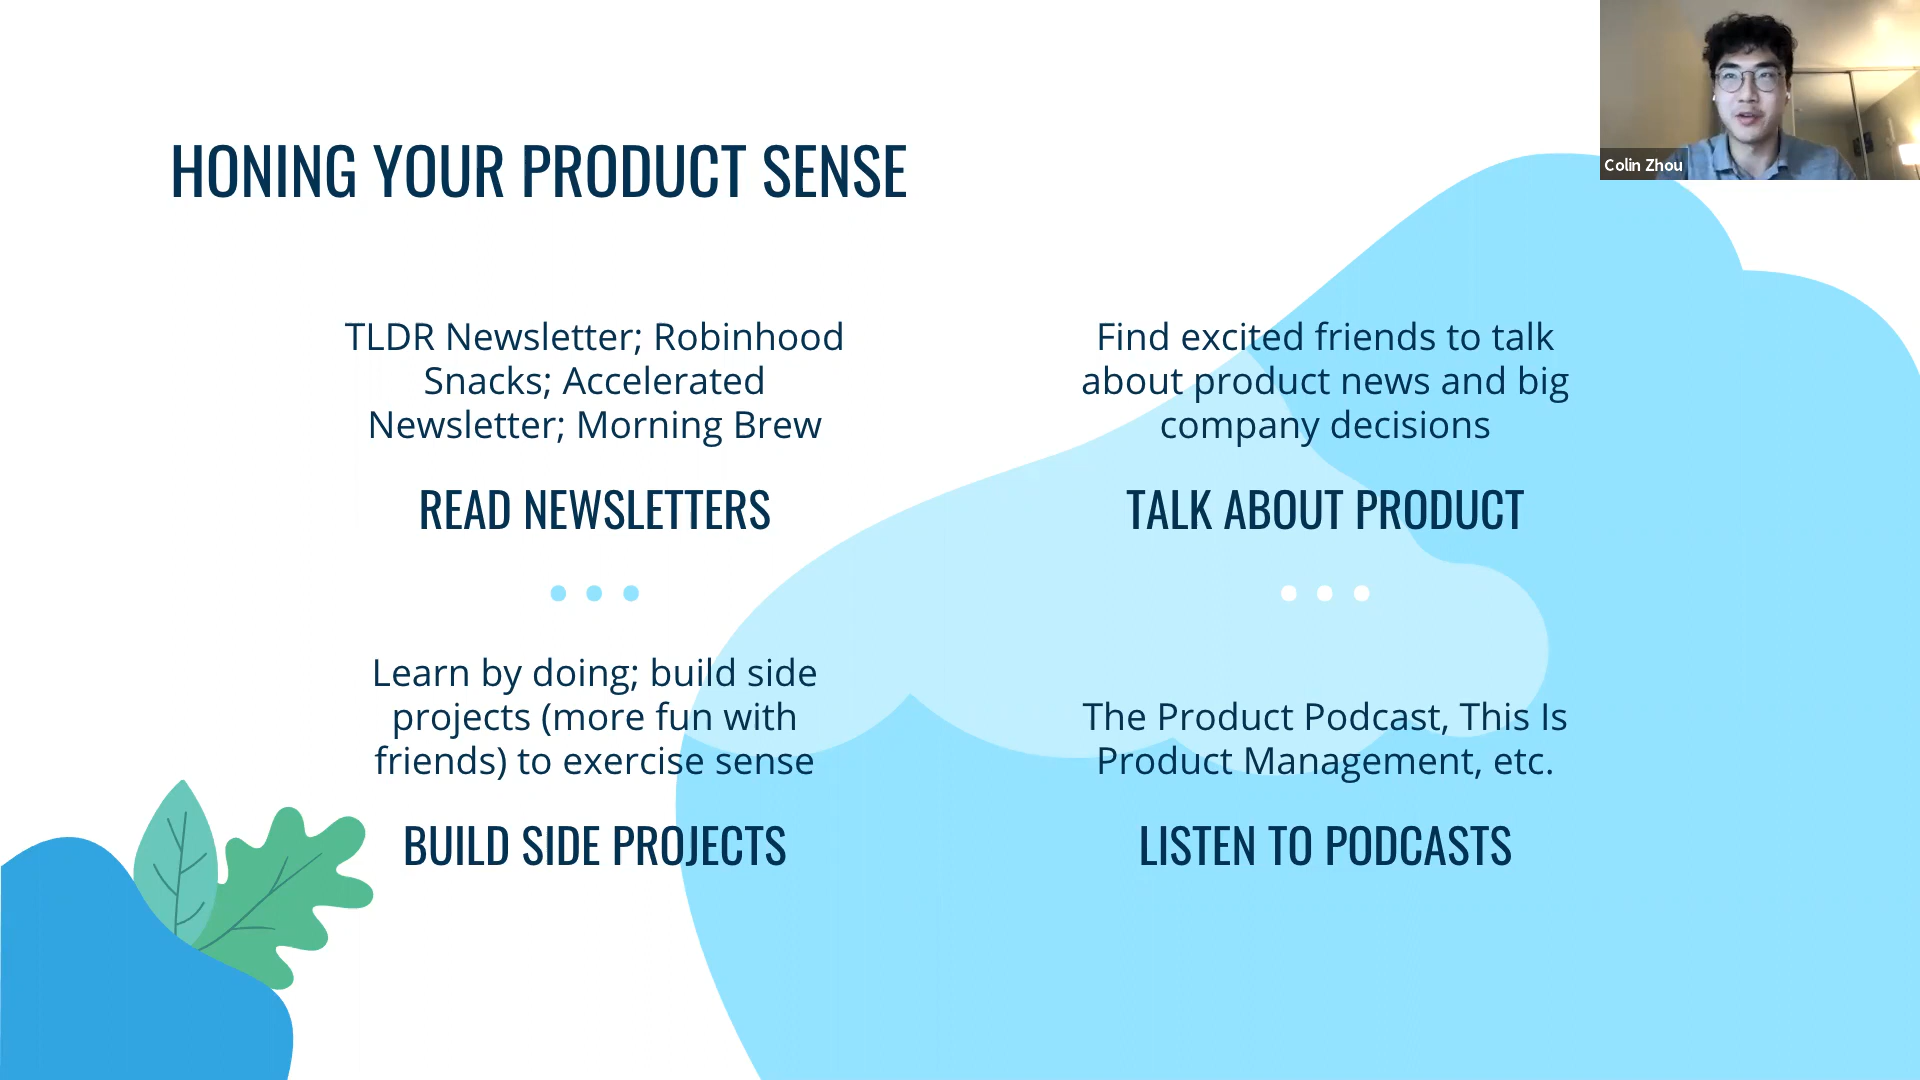 Colin Zhou
HONING YOUR PRODUCT SENSE
TLDR Newsletter; Robinhood
Snacks; Accelerated
Newsletter; Morning Brew
READ NEWSLETTERS
Find excited friends to talk
about product news and big
company decisions
TALK ABOUT PRODUCT
Learn by doing; build side
projects (more fun with
friends) to exercise sense
BUILD SIDE PROJECTS
The Product Podcast, This Is
Product Management, etc.
LISTEN TO PODCASTS